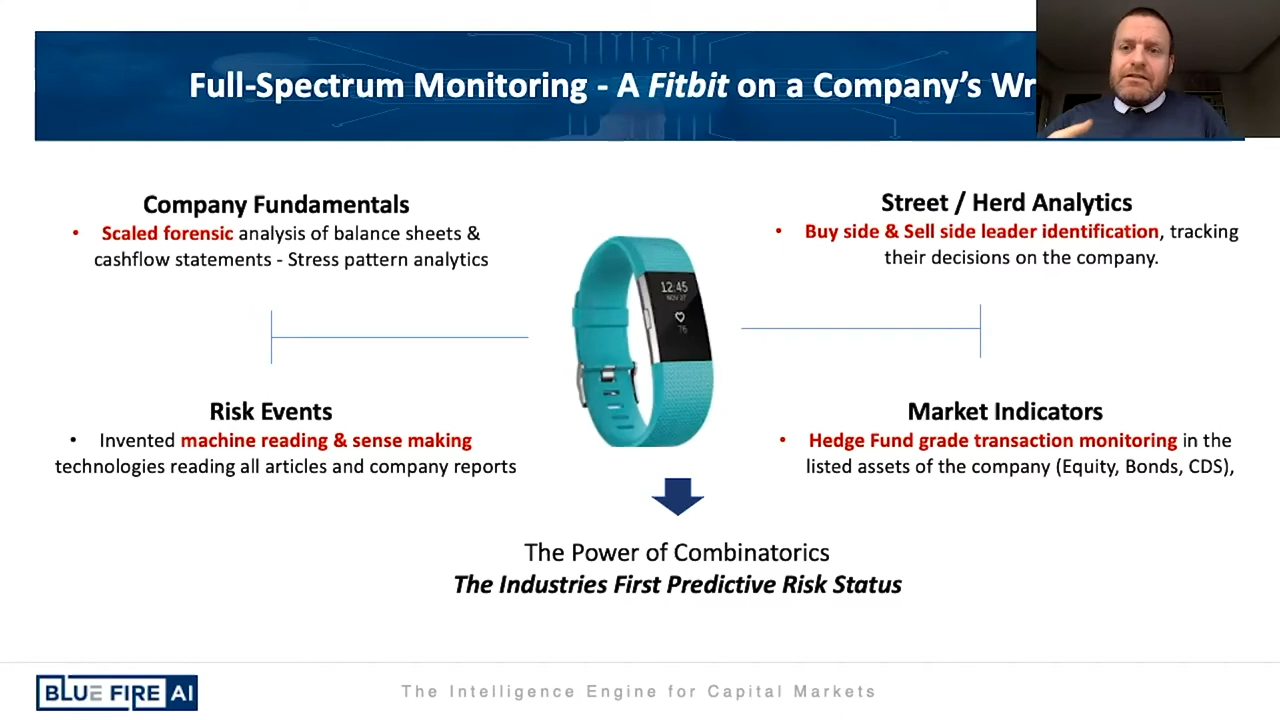 Full-Spectrum Monitoring - A Fitbit on a Company's Wr
Company Fundamentals
• Scaled forensic analysis of balance sheets &
cashflow statements - Stress pattern analytics
Street / Herd Analytics
• Buy side & Sell side leader identification, tracking
their decisions on the company.
12:45
NOV 27
76
Risk Events
• Invented machine reading & sense making
technologies reading all articles and company reports
Market Indicators
• Hedge Fund grade transaction monitoring in the
listed assets of the company (Equity, Bonds, CDS),
The Power of Combinatorics
The Industries First Predictive Risk Status
BLUE FIRE AI
The Intelligence Engine for Capital Markets